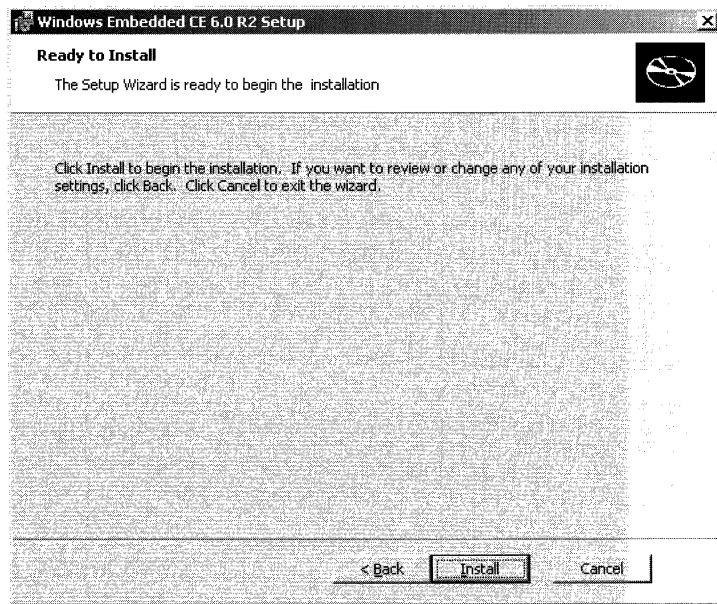 Windows Embedded CE 6.0 R2 Setup
Ready to Install
The Setup Wizard is ready to begin the installation
Click Install to begin the installation. If you want to review or change any of your installation
settings, click Back. Click Cancel to exit the wizard.
< Back Install Cancel